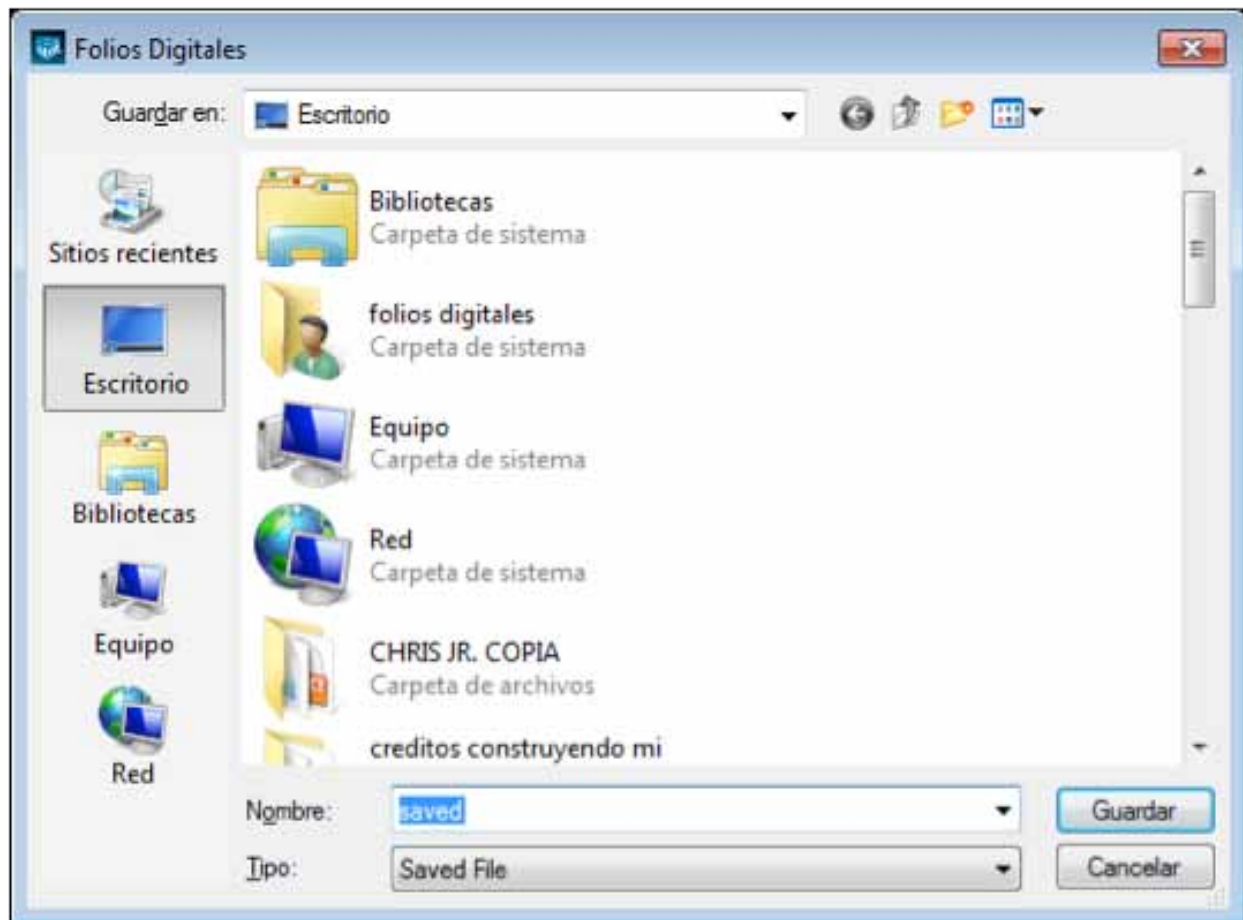 Folios Digitales
Guardar en:
Escritorio
Sitios recientes
Escritorio
Bibliotecas
Equipo
Red
Bibliotecas
Carpeta de sistema
folios digitales
Carpeta de sistema
Equipo
Carpeta de sistema
Red
Carpeta de sistema
CHRIS JR. COPIA
Carpeta de archivos
creditos construyendo mi
Nombre:
saved
Guardar
Tipo:
Saved File
Cancelar